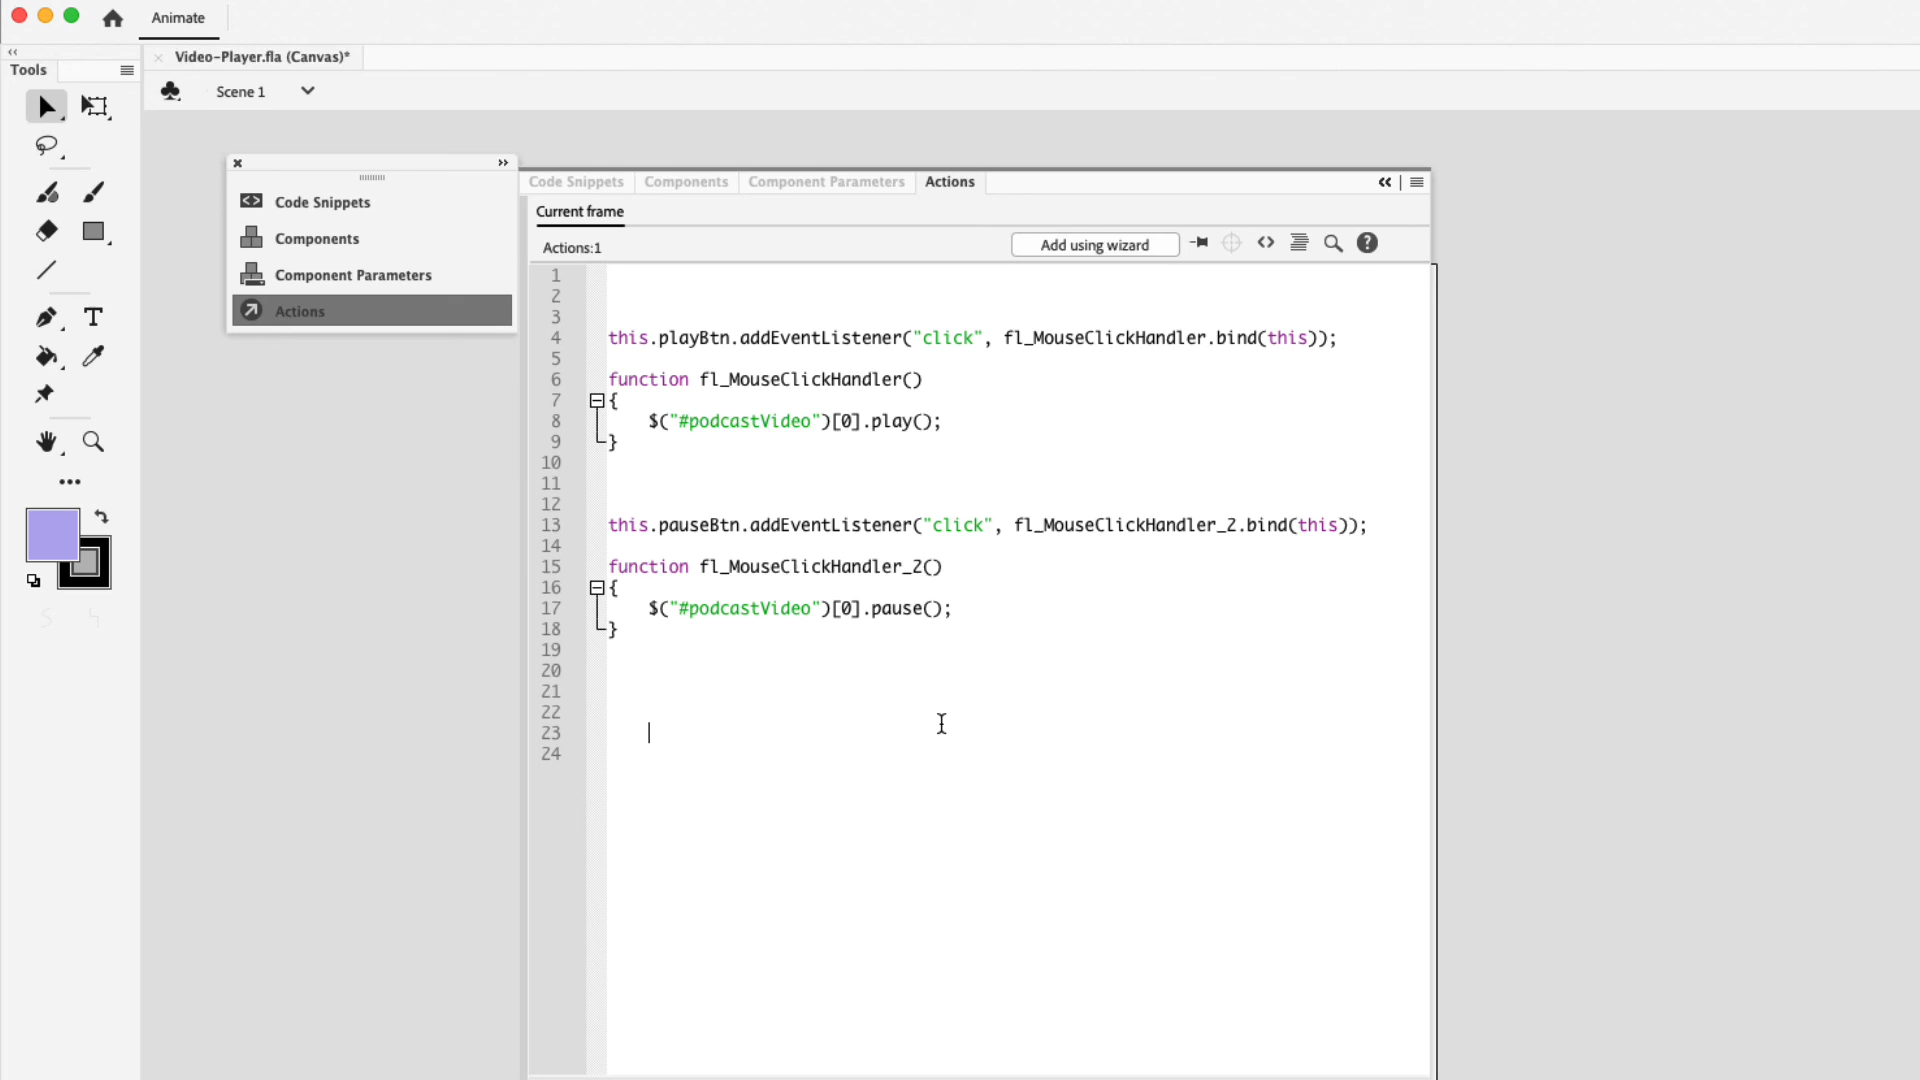 Animate
Video-Player.fla (Canvas)*
Tools
Scene 1
Code Snippets
Components
Component Parameters
Actions
Code Snippets
Components
Component Parameters
Actions
Current frame
Actions:1
Add using wizard
1
2
3
4 this.playBtn.addEventListener("click", fl_MouseClickHandler.bind(this));
5
6 function fl_MouseClickHandler()
7 {
8 $("#podcastVideo")[0].play();
9 }
10
11
12
13 this.pauseBtn.addEventListener("click", fl_MouseClickHandler_2.bind(this));
14
15 function fl_MouseClickHandler_2()
16 {
17 $("#podcastVideo")[0].pause();
18 }
19
20
21
22
23
24